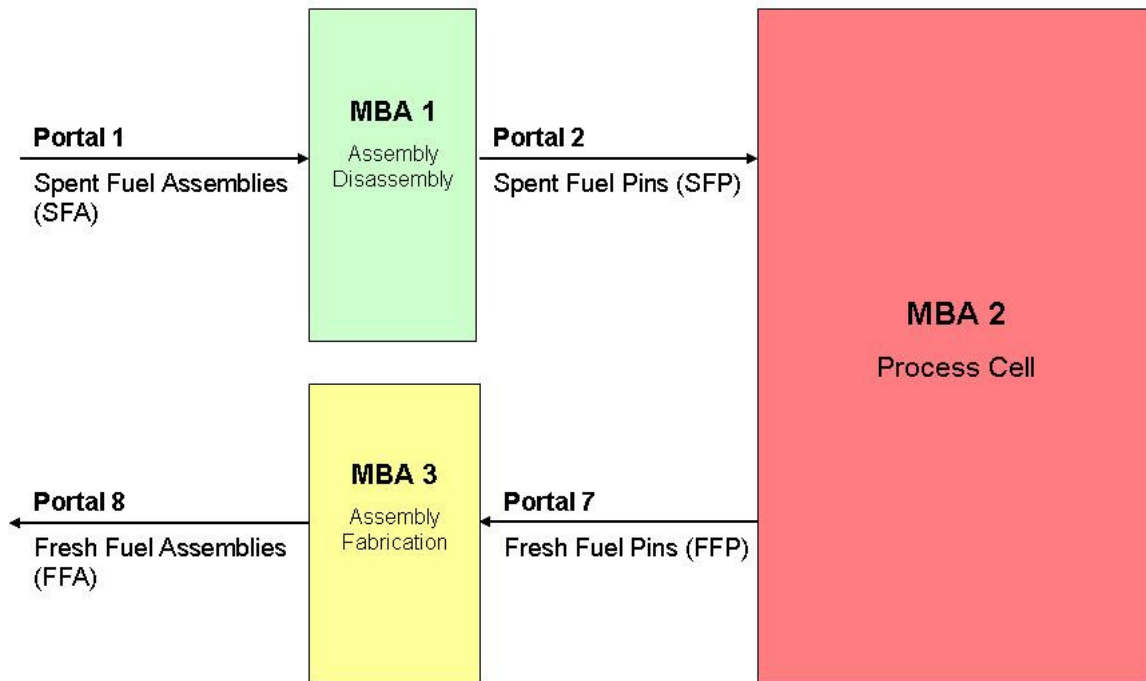 Portal 1
Spent Fuel Assemblies
(SFA)
MBA 1
Assembly
Disassembly
Portal 2
Spent Fuel Pins (SFP)
MBA 2
Process Cell
Portal 8
Fresh Fuel Assemblies
(FFA)
MBA 3
Assembly
Fabrication
Portal 7
Fresh Fuel Pins (FFP)